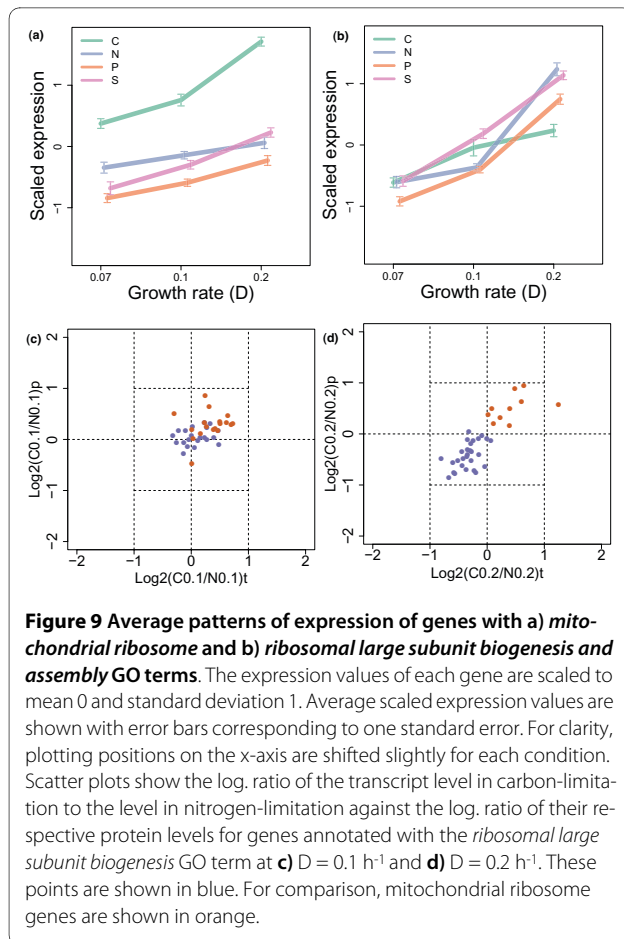 (a)
C
N
P
S
Scaled expression
1
0
−1
0.07
0.1
0.2
Growth rate (D)
(b)
C
N
P
S
Scaled expression
1
0
−1
0.07
0.1
0.2
Growth rate (D)
(c)
Log2(C0.1/N0.1)p
2
1
0
−1
−2
−2
−1
0
1
2
Log2(C0.1/N0.1)t
(d)
Log2(C0.2/N0.2)p
2
1
0
−1
−2
−2
−1
0
1
2
Log2(C0.2/N0.2)t
Figure 9 Average patterns of expression of genes with a) mito-
chondrial ribosome and b) ribosomal large subunit biogenesis and
assembly GO terms. The expression values of each gene are scaled to
mean 0 and standard deviation 1. Average scaled expression values are
shown with error bars corresponding to one standard error. For clarity,
plotting positions on the x-axis are shifted slightly for each condition.
Scatter plots show the log. ratio of the transcript level in carbon-limita-
tion to the level in nitrogen-limitation against the log. ratio of their re-
spective protein levels for genes annotated with the ribosomal large
subunit biogenesis GO term at c) D = 0.1 h-1 and d) D = 0.2 h-1. These
points are shown in blue. For comparison, mitochondrial ribosome
genes are shown in orange.